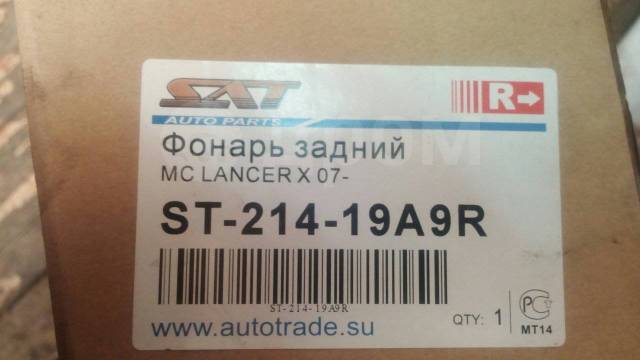 SAT
AUTO PARTS
R
Фонарь задний
MC LANCER X 07-
ST-214-19A9R
ST-214-19A9R
www.autotrade.su
QTY: 1
МТ14